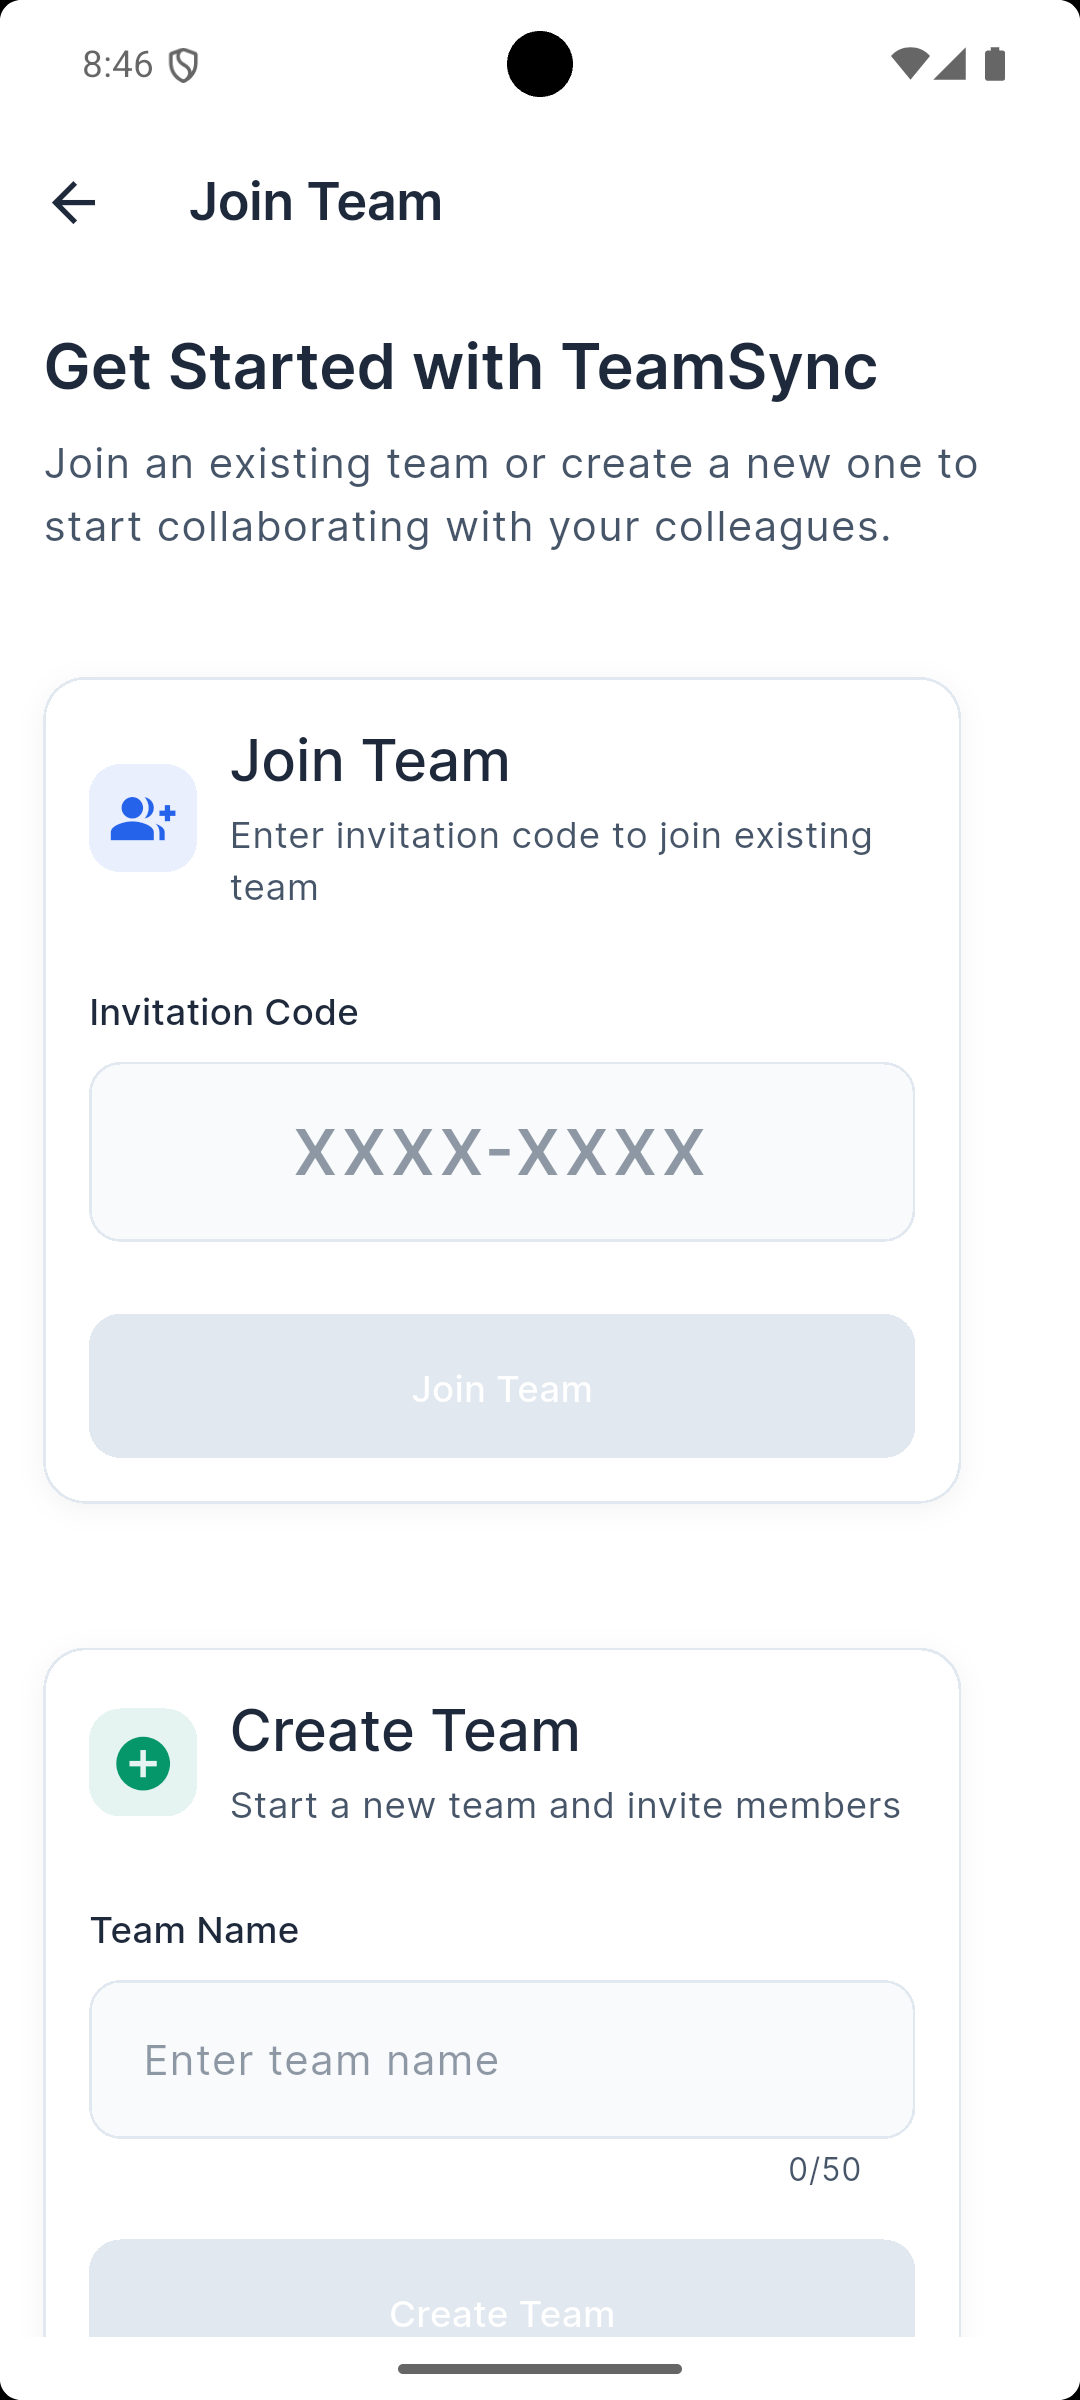 8:46
Join Team
Get Started with TeamSync
Join an existing team or create a new one to
start collaborating with your colleagues.
Join Team
Enter invitation code to join existing
team
Invitation Code
XXXX-XXXX
Join Team
Create Team
Start a new team and invite members
Team Name
Enter team name
0/50
Create Team